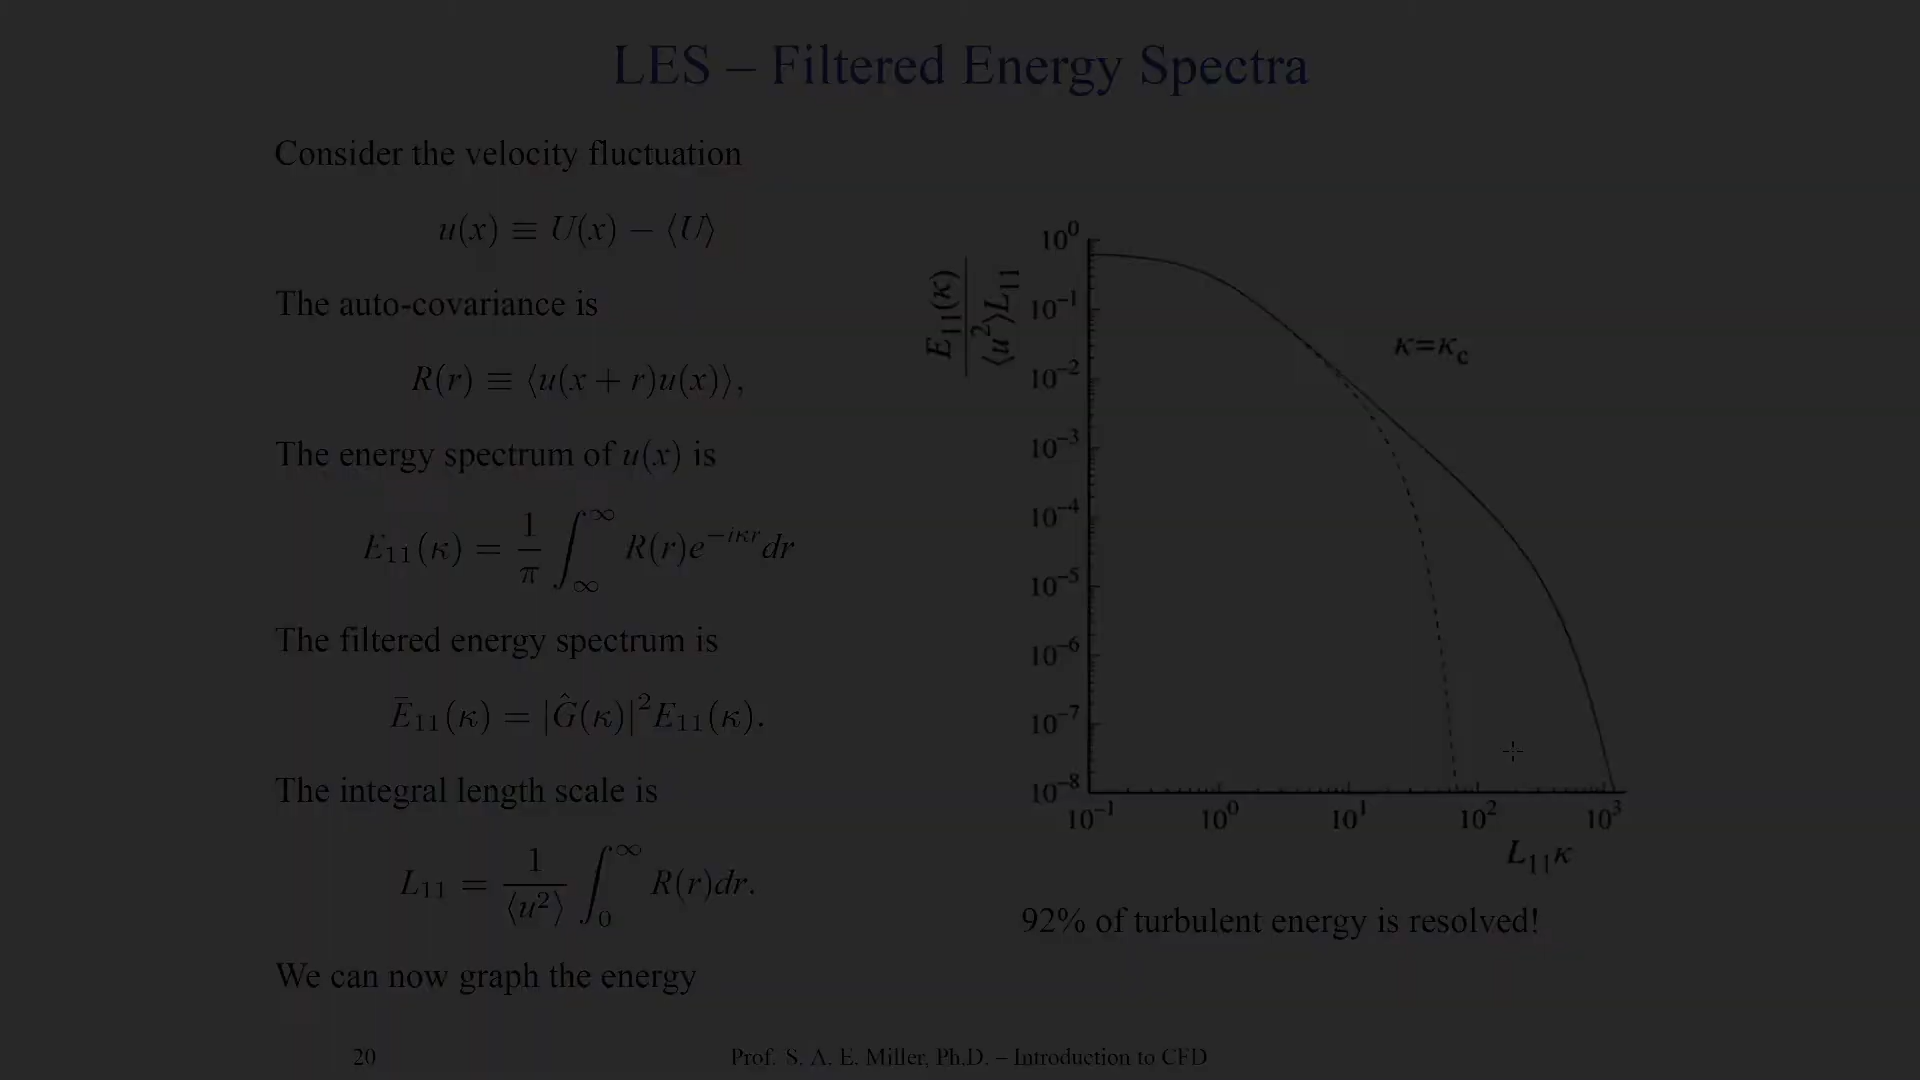 LES – Filtered Energy Spectra
Consider the velocity fluctuation
u(x) ≡ U(x) − ⟨U⟩
The auto-covariance is
R(r) ≡ ⟨u(x + r)u(x)⟩,
The energy spectrum of u(x) is
E₁₁(κ) = 1/π ∫_∞^∞ R(r)e^{−iκr}dr
The filtered energy spectrum is
Ē₁₁(κ) = |Ĝ(κ)|²E₁₁(κ).
The integral length scale is
L₁₁ = 1/⟨u²⟩ ∫_0^∞ R(r)dr.
We can now graph the energy
E₁₁(κ)
⟨u²⟩L₁₁
10⁰
10⁻¹
10⁻²
10⁻³
10⁻⁴
10⁻⁵
10⁻⁶
10⁻⁷
10⁻⁸
κ=κ_c
10⁻¹ 10⁰ 10¹ 10² 10³
L₁₁κ
92% of turbulent energy is resolved!
20 Prof. S. A. E. Miller, Ph.D. – Introduction to CFD